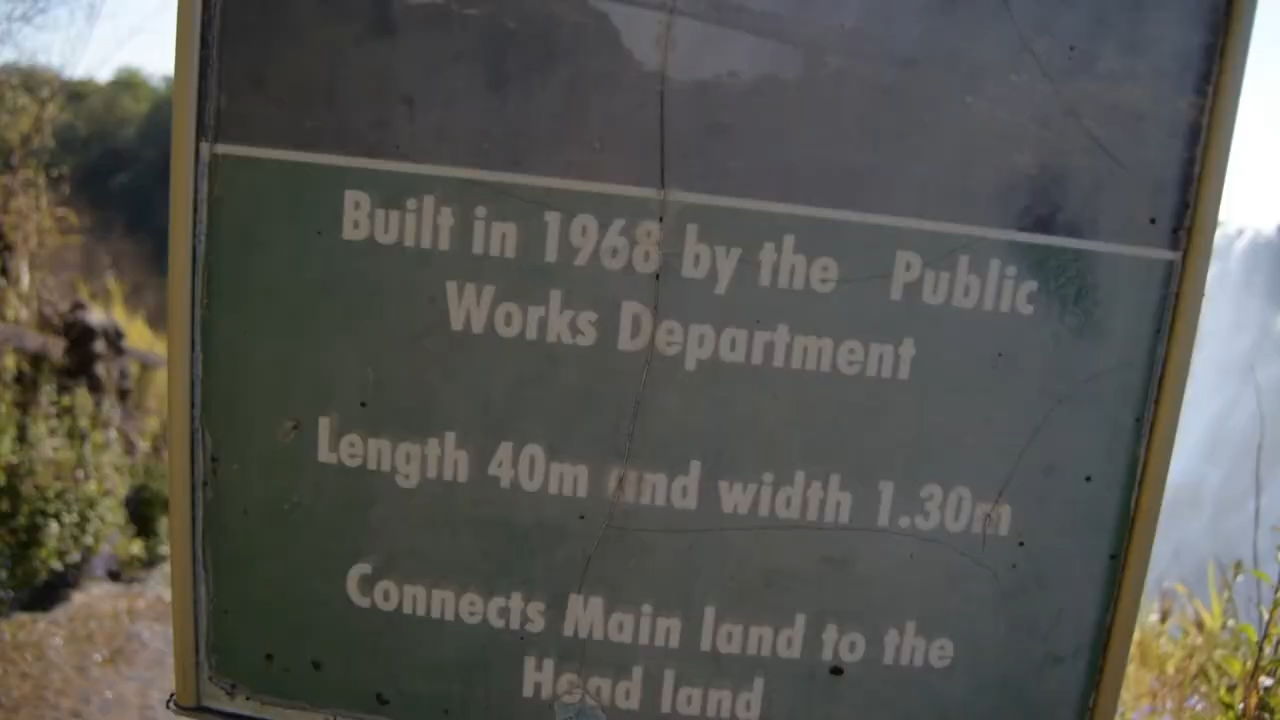 Built in 1968 by the Public
Works Department
Length 40m and width 1.30m
Connects Main land to the
Head land